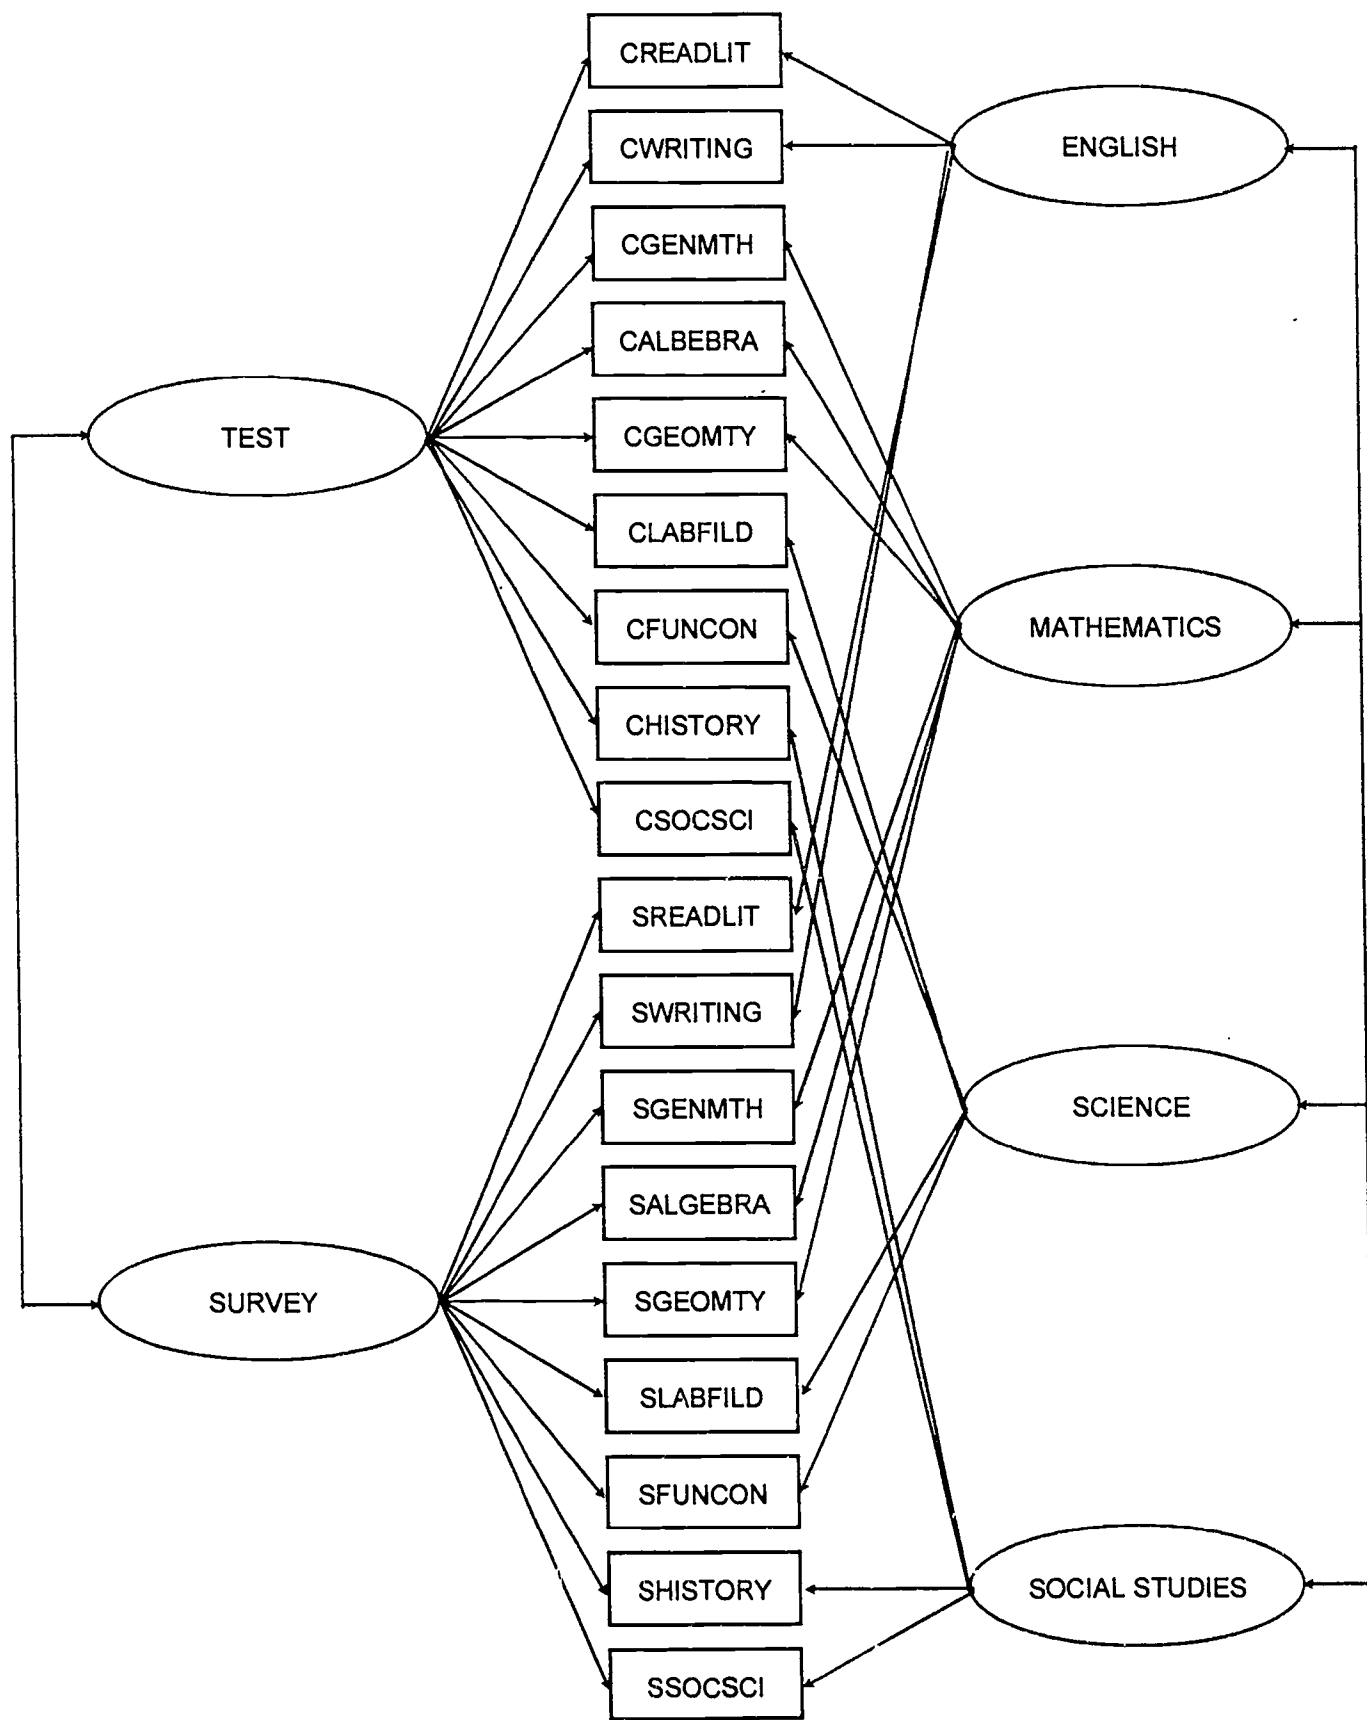 CREADLIT
CWRITING
CGENMTH
CALBEBRA
CGEOMTY
CLABFILD
CFUNCON
CHISTORY
CSOCSCI
SREADLIT
SWRITING
SGENMTH
SALGEBRA
SGEOMTY
SLABFILD
SFUNCON
SHISTORY
SSOCSCI
TEST
SURVEY
ENGLISH
MATHEMATICS
SCIENCE
SOCIAL STUDIES